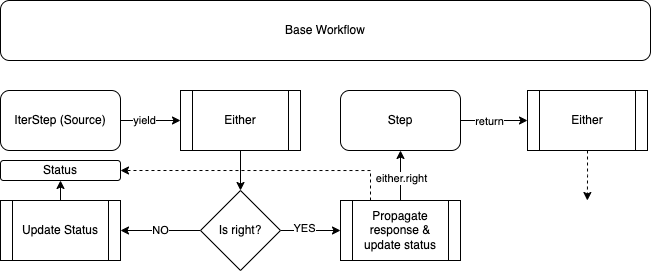 Base Workflow
IterStep (Source)
yield
Either
Step
return
Either
Status
either.right
Update Status
NO
Is right?
YES
Propagate
response &
update status